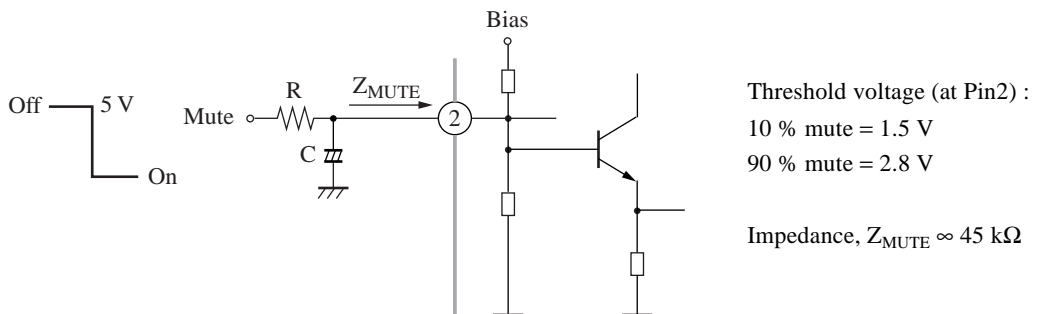 Bias
Off
5 V
On
Mute
R
Z_MUTE
C
2
Threshold voltage (at Pin2) :
10 % mute = 1.5 V
90 % mute = 2.8 V
Impedance, Z_MUTE ∞ 45 kΩ